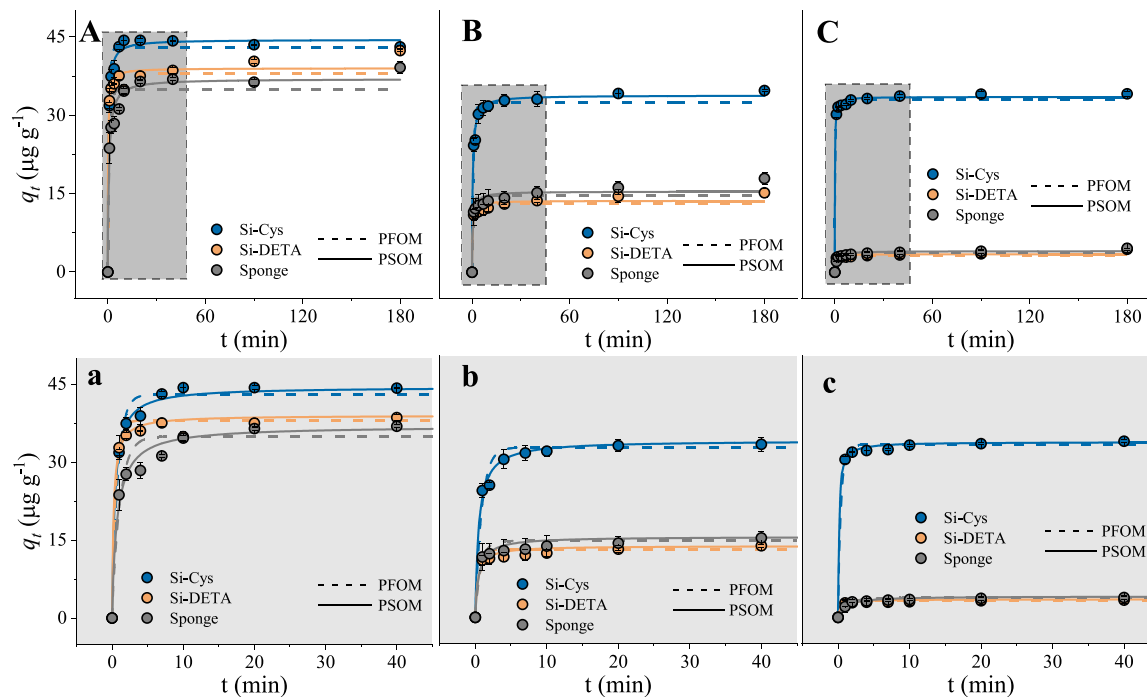 A
B
C
45
30
15
0
qt (μg g-1)
Si-Cys
Si-DETA
Sponge
PFOM
PSOM
Si-Cys
Si-DETA
Sponge
PFOM
PSOM
Si-Cys
Si-DETA
Sponge
PFOM
PSOM
0 60 120 180
0 60 120 180
0 60 120 180
t (min)
t (min)
t (min)
a
b
c
45
30
15
0
qt (μg g-1)
Si-Cys
Si-DETA
Sponge
PFOM
PSOM
Si-Cys
Si-DETA
Sponge
PFOM
PSOM
Si-Cys
Si-DETA
Sponge
PFOM
PSOM
0 10 20 30 40
0 10 20 30 40
0 10 20 30 40
t (min)
t (min)
t (min)